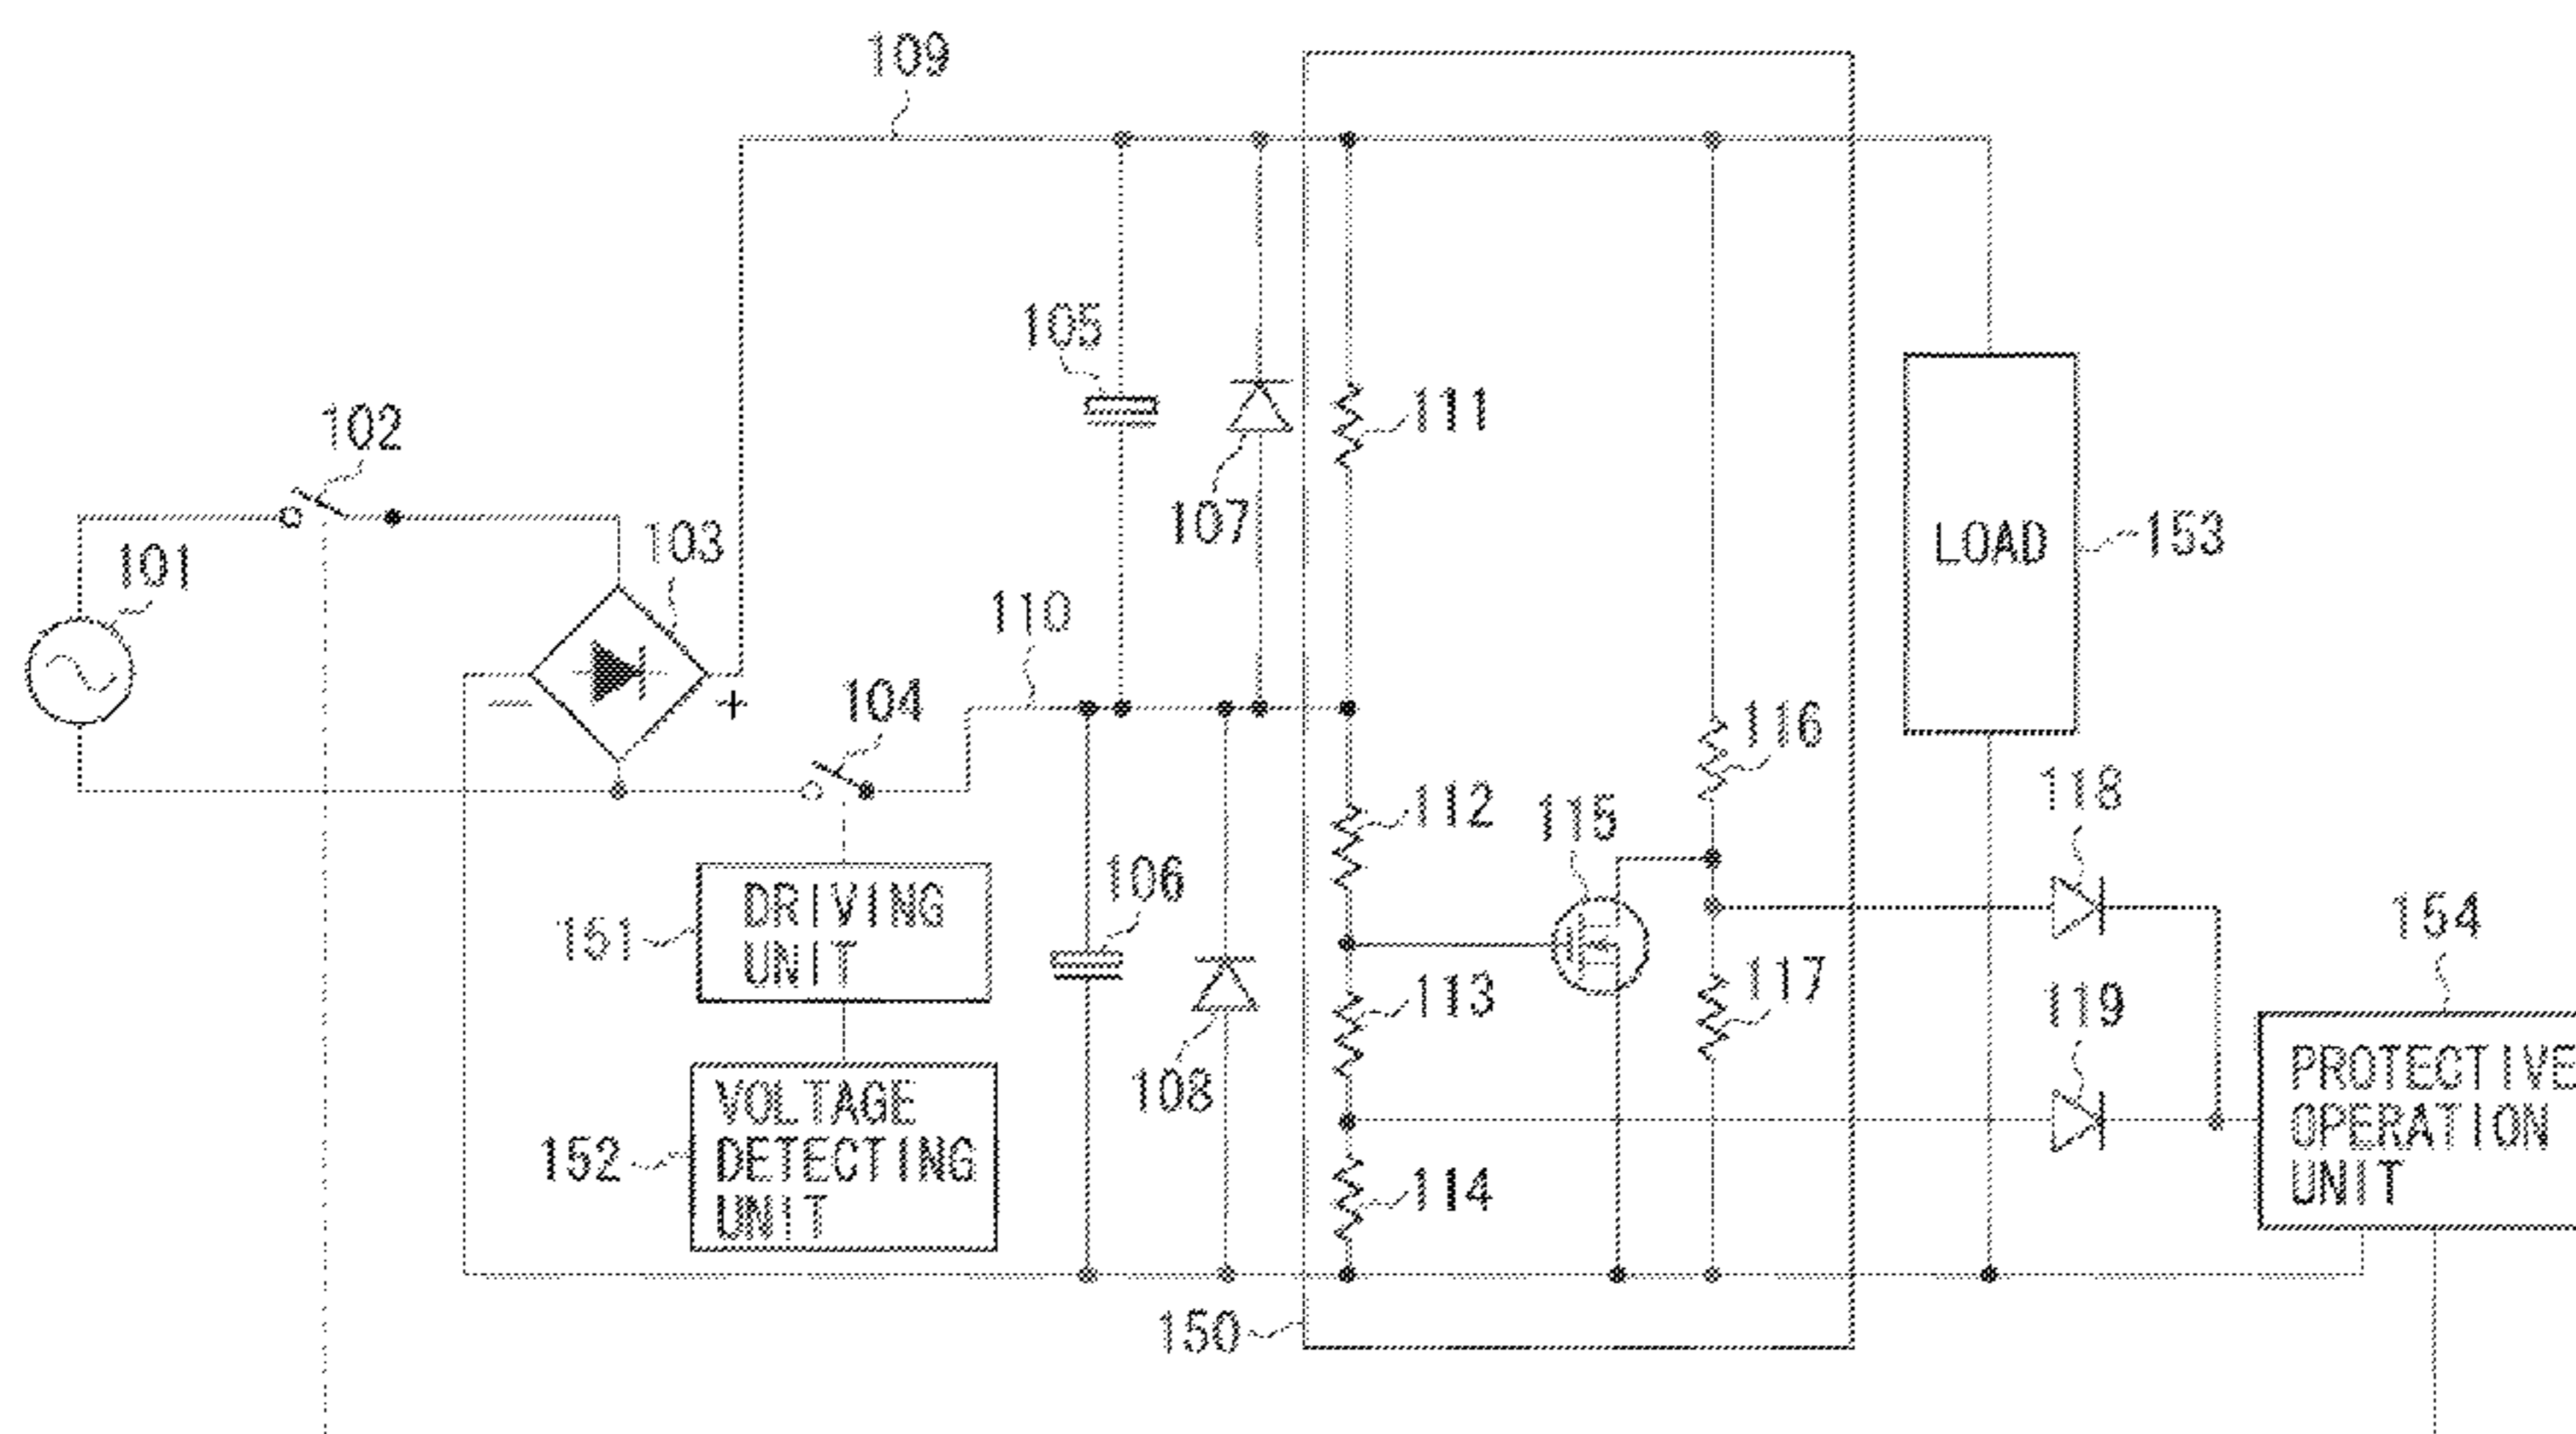 109
105
111
102
107
103
LOAD
153
101
110
104
116
118
112
115
106
154
DRIVING
UNIT
151
113
117
119
PROTECTIVE
OPERATION
UNIT
VOLTAGE
DETECTING
UNIT
152
108
114
150
+
−